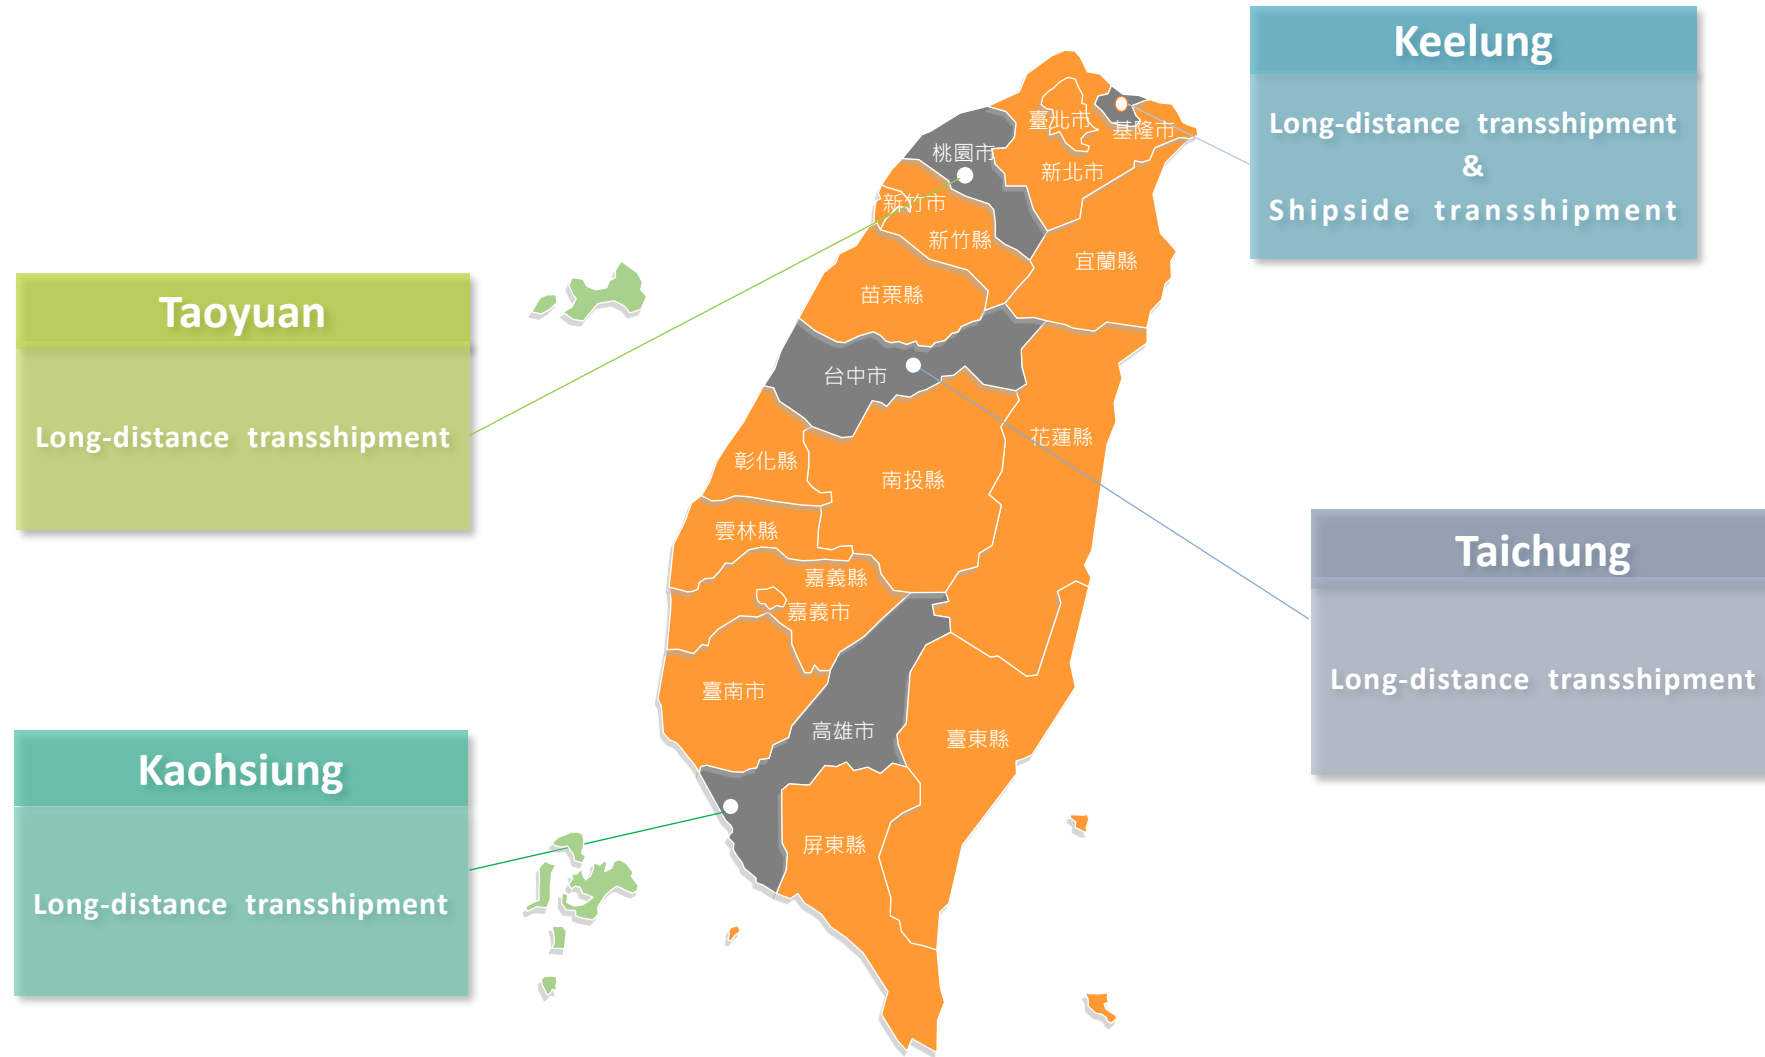 Keelung
Long-distance transshipment
&
Shipside transshipment
Taoyuan
Long-distance transshipment
Taichung
Long-distance transshipment
Kaohsiung
Long-distance transshipment
臺北市
基隆市
桃園市
新北市
新竹市
新竹縣
宜蘭縣
苗栗縣
台中市
花蓮縣
彰化縣
南投縣
雲林縣
嘉義縣
嘉義市
臺南市
高雄市
臺東縣
屏東縣